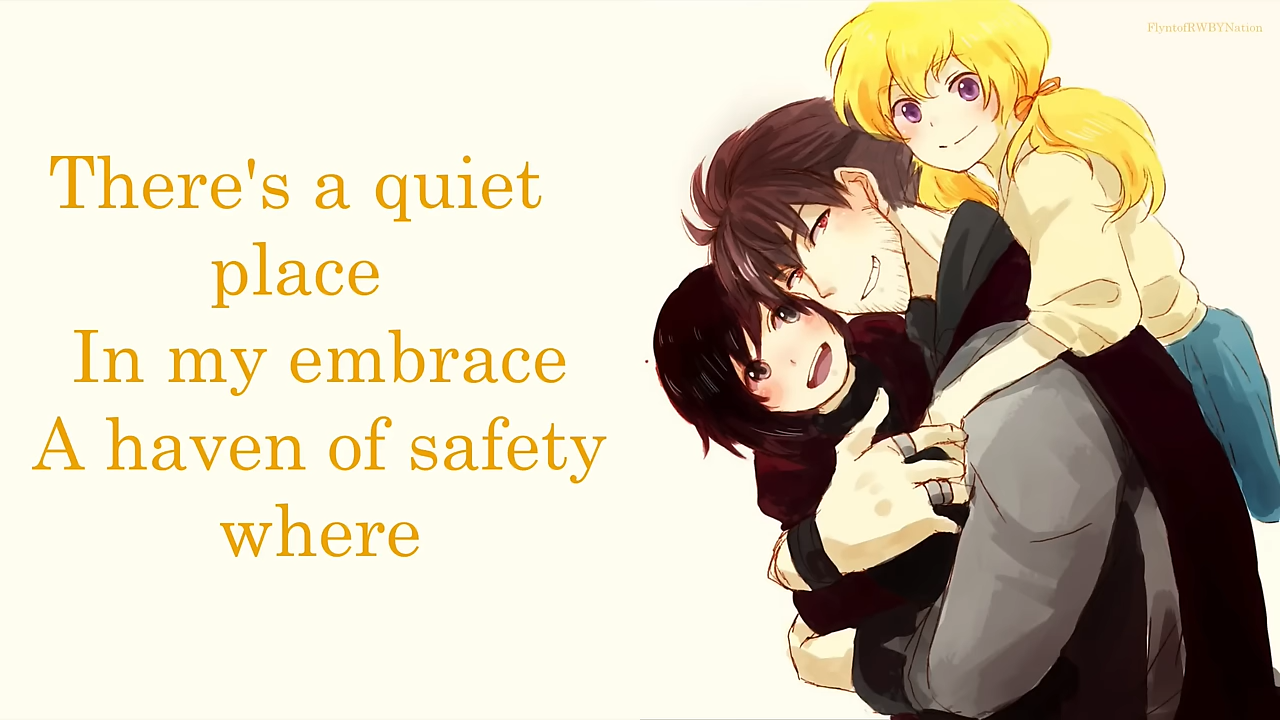 FlyntofRWBYNation
There's a quiet
place
In my embrace
A haven of safety
where